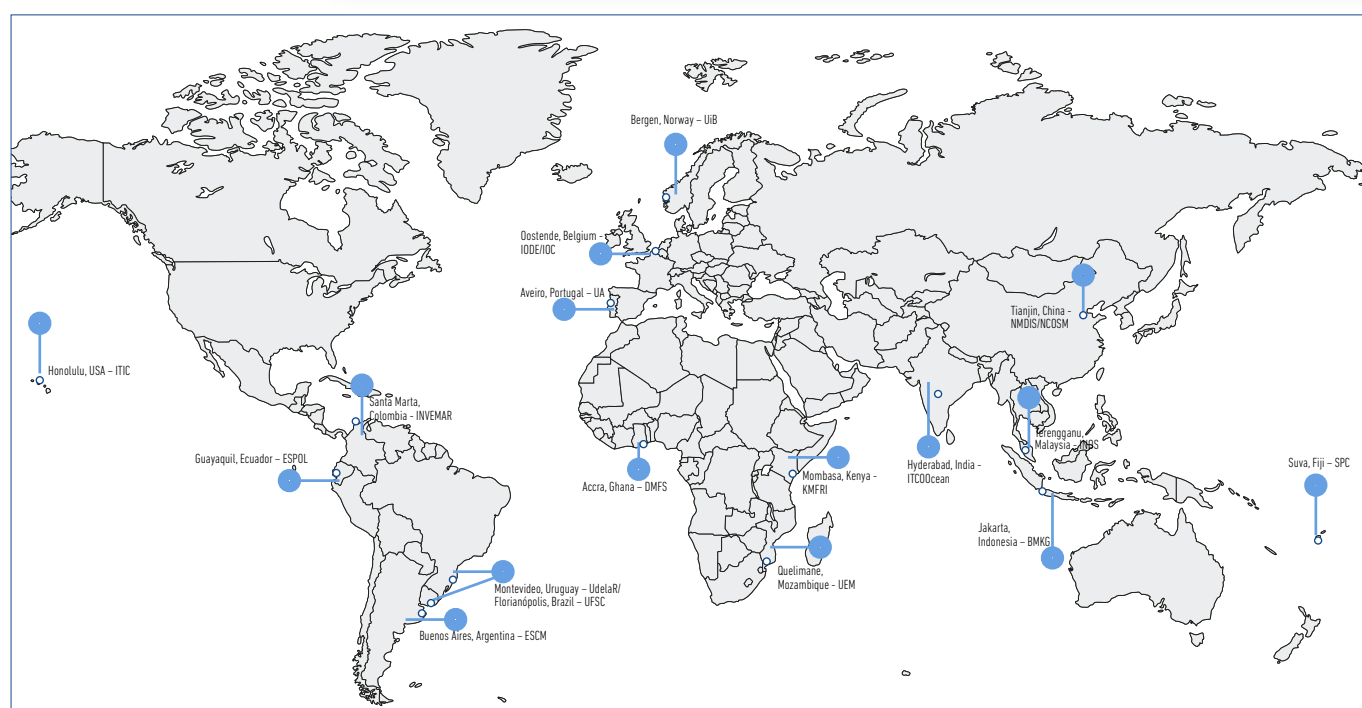 Bergen, Norway – UiB
Oostende, Belgium -
IODE/IOC
Aveiro, Portugal – UA
Tianjin, China -
NMDIS/NCOSM
Honolulu, USA – ITIC
Santa Marta,
Colombia - INVEMAR
Guayaquil, Ecuador – ESPOL
Accra, Ghana – DMFS
Mombasa, Kenya -
KMFRI
Hyderabad, India -
ITCOOcean
Terengganu,
Malaysia - INOS
Suva, Fiji – SPC
Jakarta,
Indonesia – BMKG
Quelimane,
Mozambique - UEM
Montevideo, Uruguay – UdelaR/
Florianópolis, Brazil – UFSC
Buenos Aires, Argentina – ESCM